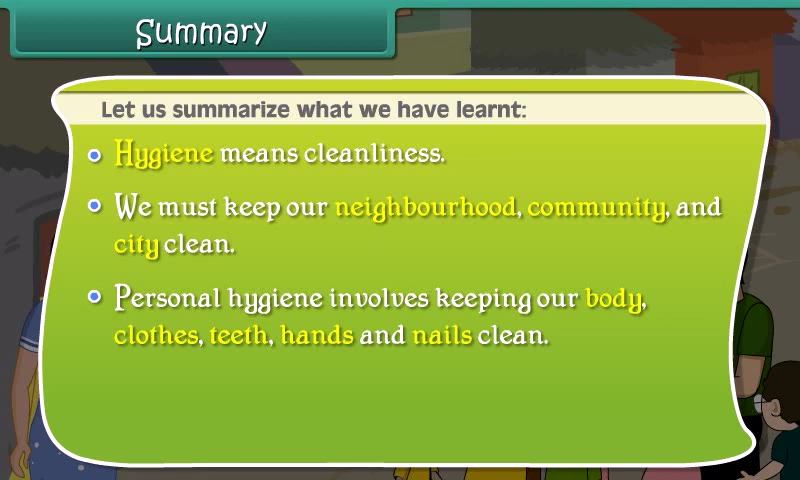 Summary
Let us summarize what we have learnt:
Hygiene means cleanliness.
We must keep our neighbourhood, community, and
city clean.
Personal hygiene involves keeping our body,
clothes, teeth, hands and nails clean.